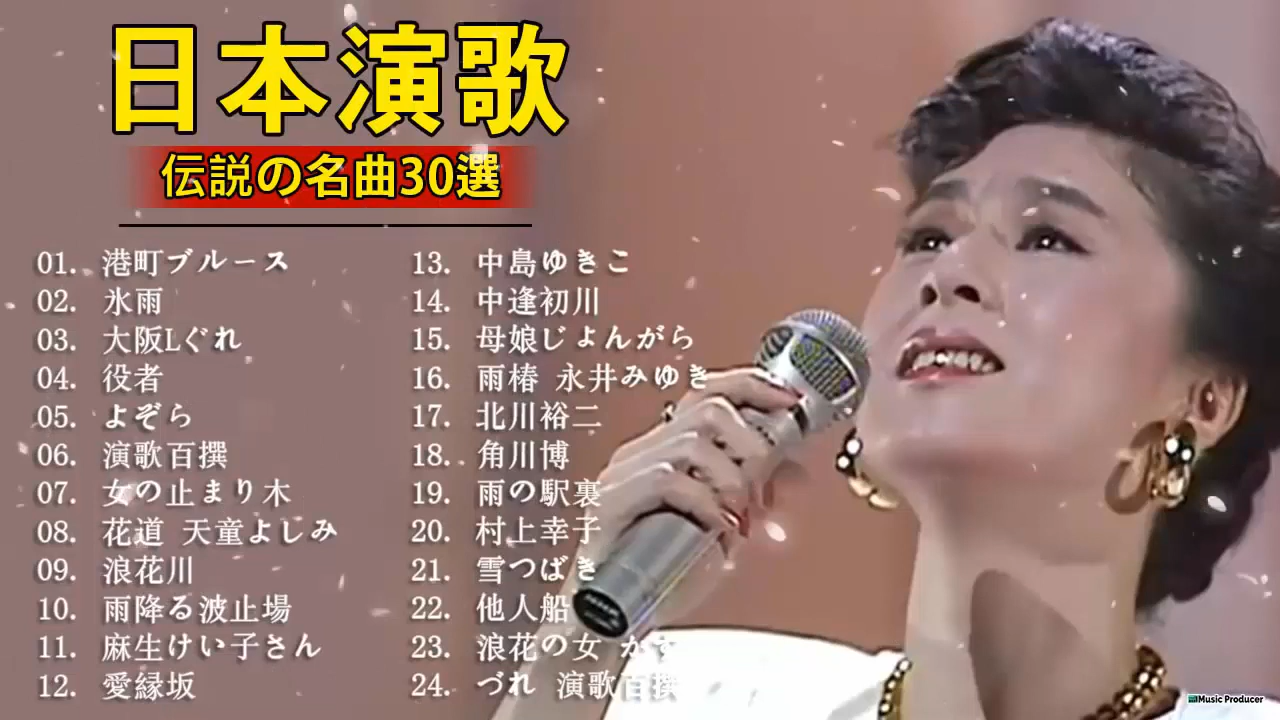 日本演歌
伝説の名曲30選
01. 港町ブルース
02. 氷雨
03. 大阪Lぐれ
04. 役者
05. よぞら
06. 演歌百撰
07. 女の止まり木
08. 花道 天童よしみ
09. 浪花川
10. 雨降る波止場
11. 麻生けい子さん
12. 愛縁坂
13. 中島ゆきこ
14. 中逢初川
15. 母娘じょんがら
16. 雨椿 永井みゆき
17. 北川裕二
18. 角川博
19. 雨の駅裏
20. 村上幸子
21. 雪つばき
22. 他人船
23. 浪花の女 かす
24. づれ 演歌百撰
Music Producer